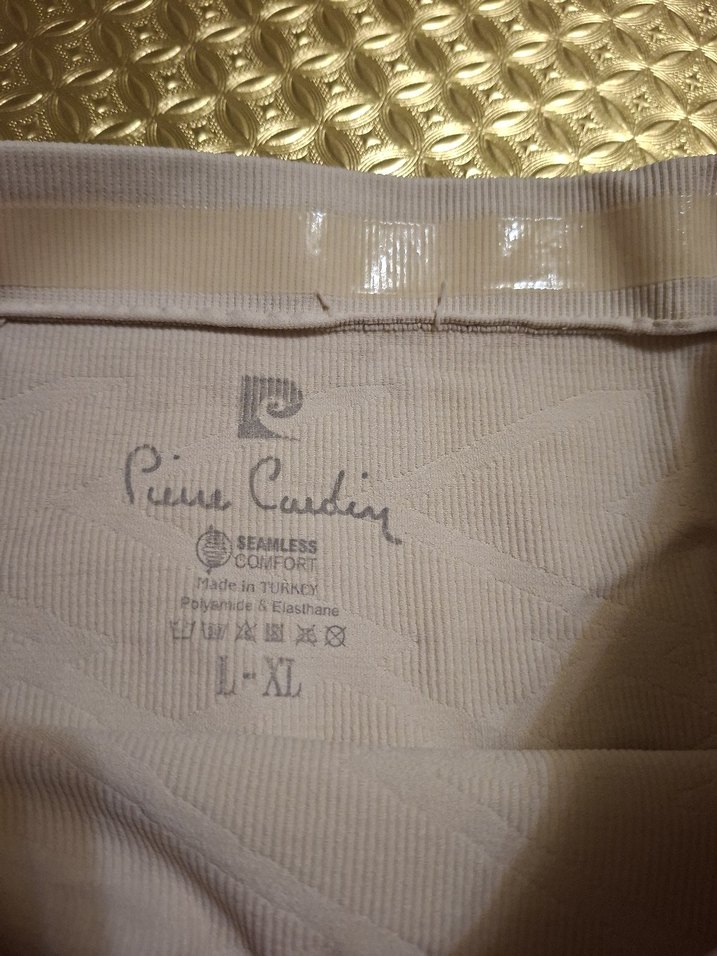 Pierre Cardin
SEAMLESS
COMFORT
Made in TURKEY
Polyamide & Elasthane
L - XL